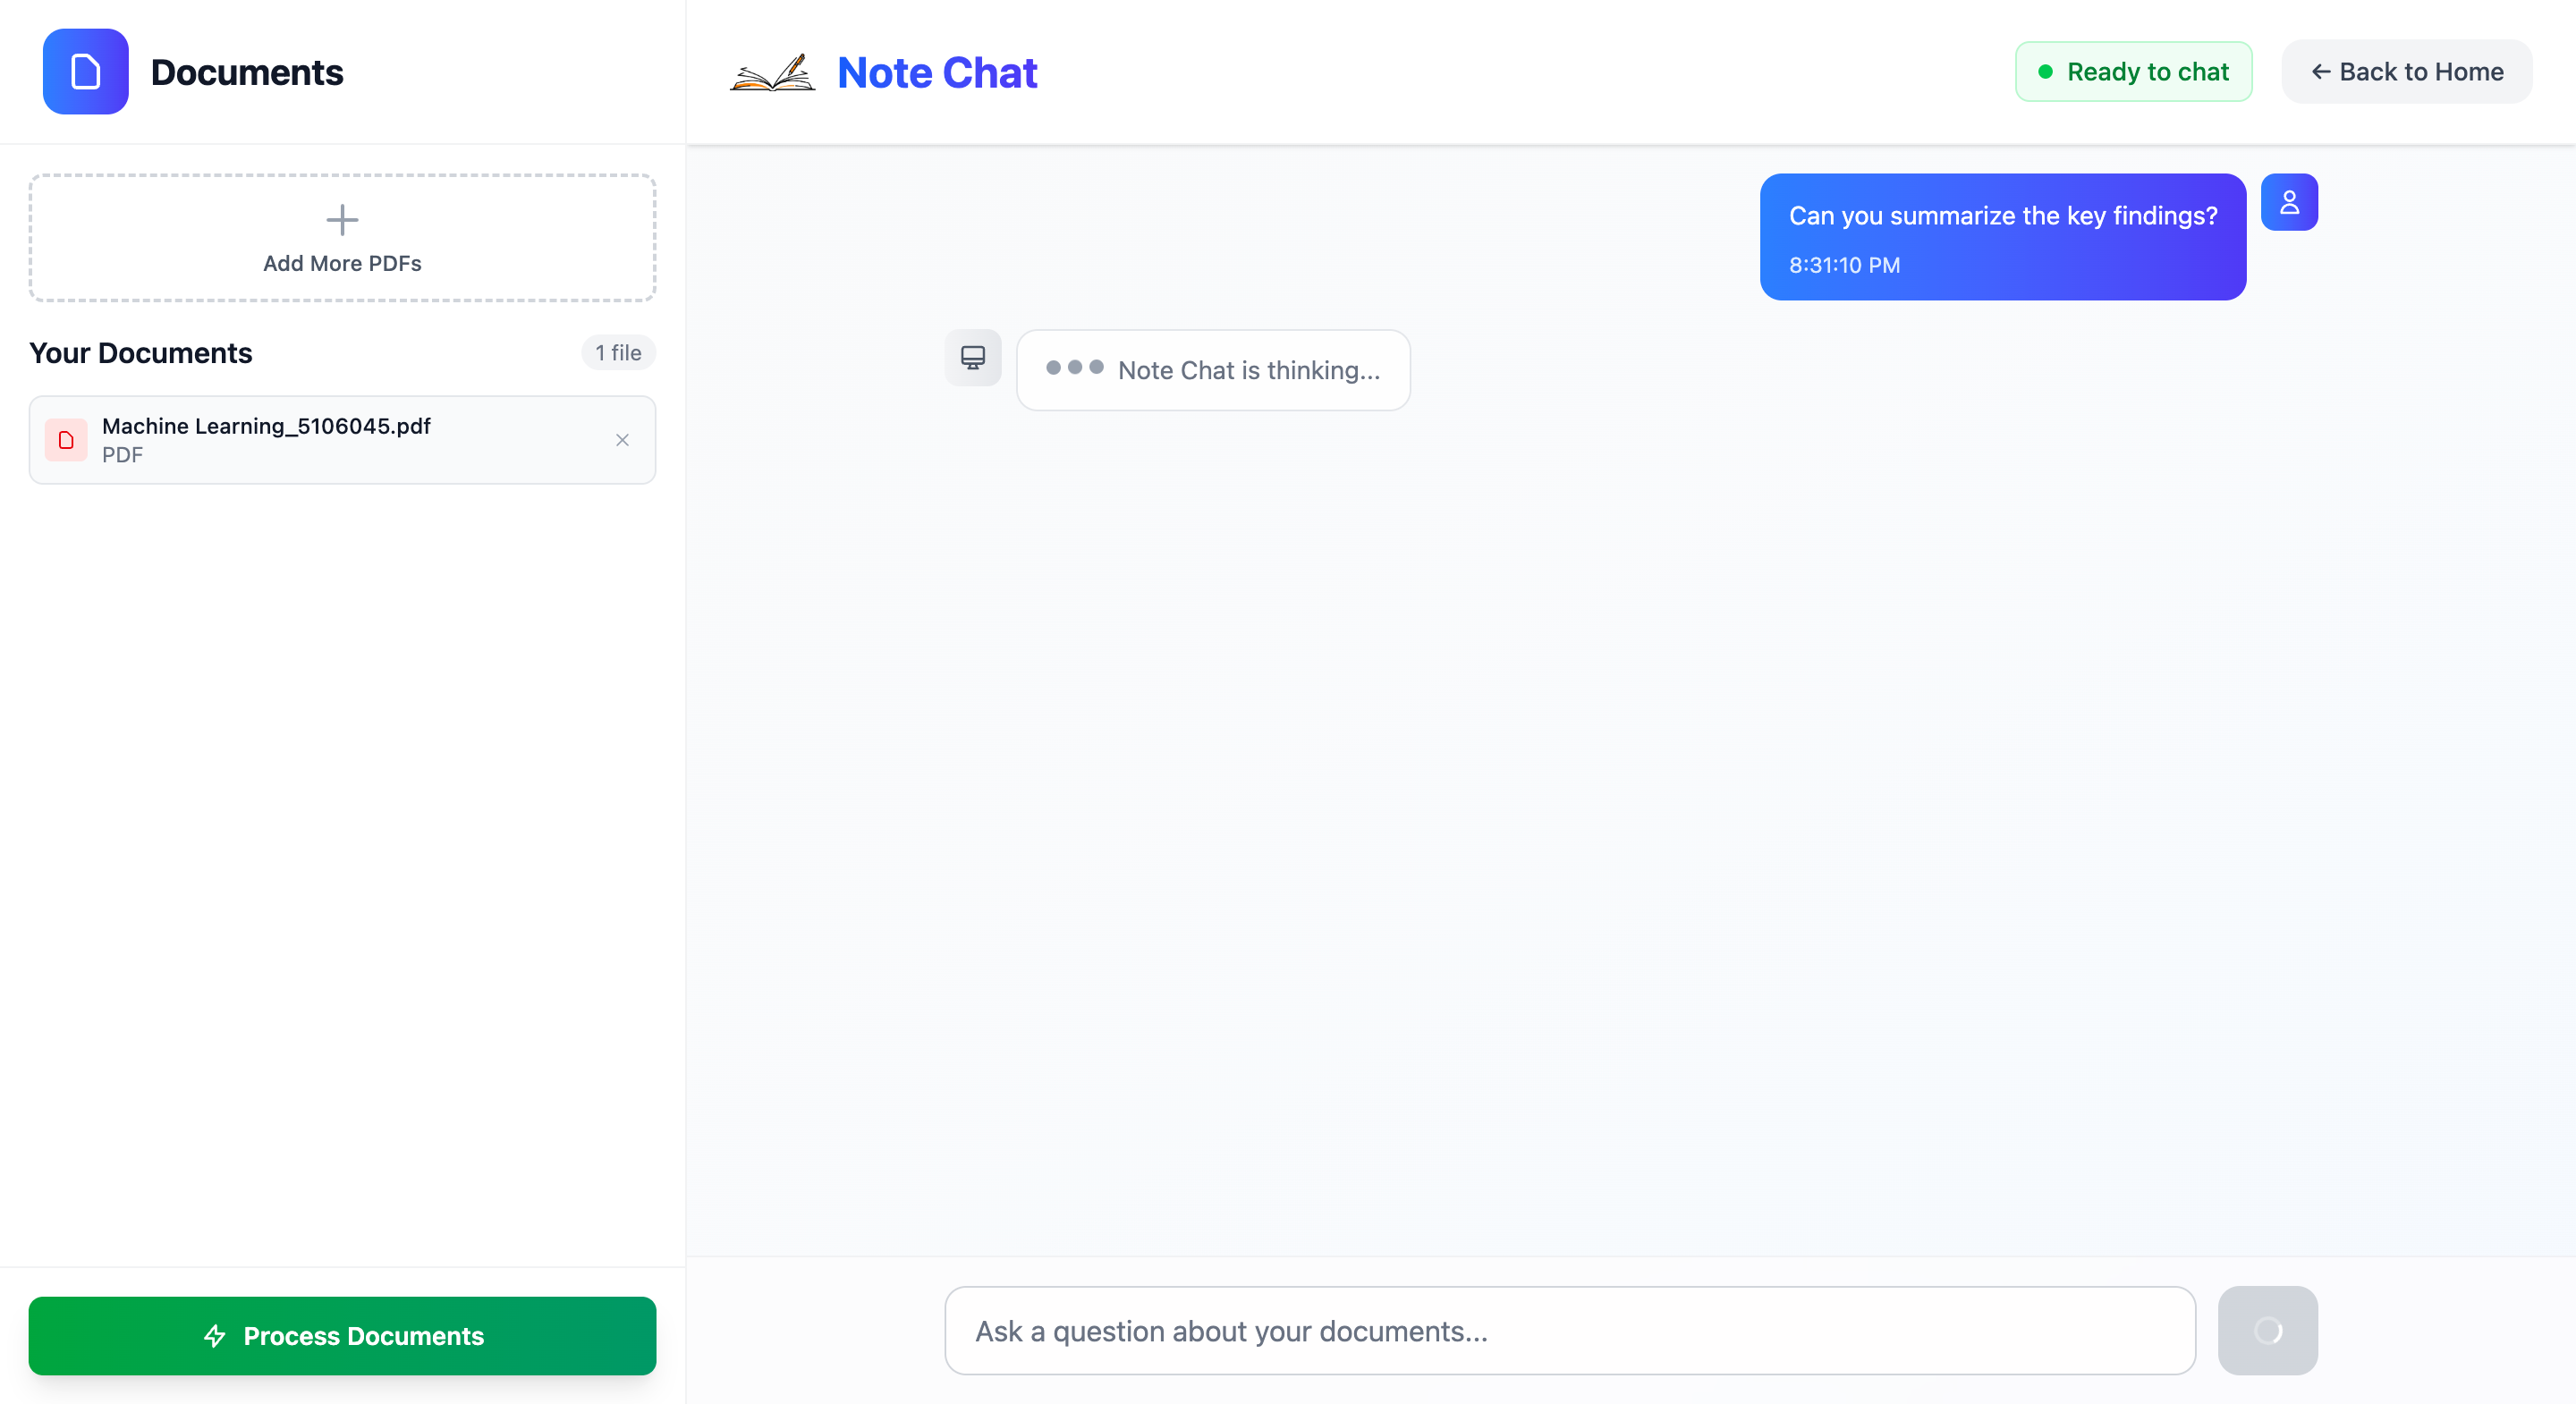 Documents
Add More PDFs
Your Documents
1 file
Machine Learning_5106045.pdf
PDF
Process Documents
Note Chat
Ready to chat
← Back to Home
Can you summarize the key findings?
8:31:10 PM
Note Chat is thinking...
Ask a question about your documents...